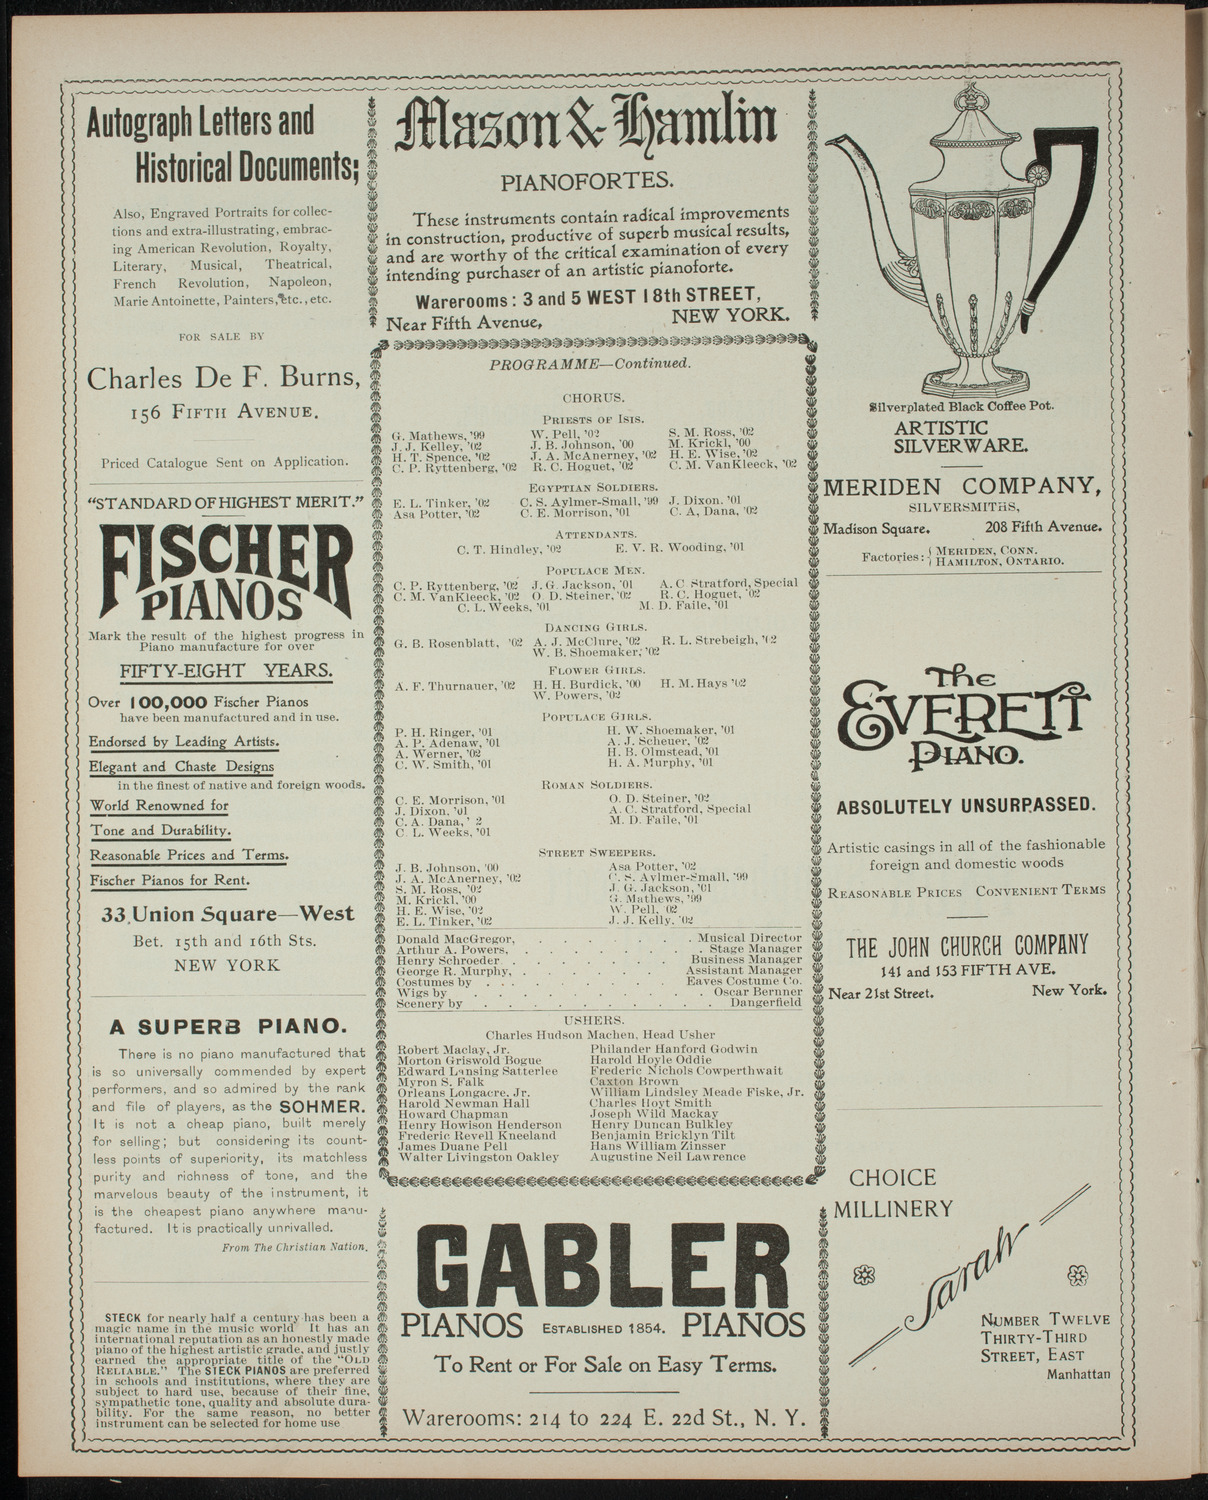 Autograph Letters and
Historical Documents;
Also, Engraved Portraits for collec-
tions and extra-illustrating, embrac-
ing American Revolution, Royalty,
Literary, Musical, Theatrical,
French Revolution, Napoleon,
Marie Antoinette, Painters, etc., etc.
FOR SALE BY
Charles De F. Burns,
156 FIFTH AVENUE.
Priced Catalogue Sent on Application.
"STANDARD OF HIGHEST MERIT."
FISCHER
PIANOS
Mark the result of the highest progress in
Piano manufacture for over
FIFTY-EIGHT YEARS.
Over 100,000 Fischer Pianos
have been manufactured and in use.
Endorsed by Leading Artists.
Elegant and Chaste Designs
in the finest of native and foreign woods.
World Renowned for
Tone and Durability.
Reasonable Prices and Terms.
Fischer Pianos for Rent.
33 Union Square—West
Bet. 15th and 16th Sts.
NEW YORK
A SUPERB PIANO.
There is no piano manufactured that
is so universally commended by expert
performers, and so admired by the rank
and file of players, as the SOHMER.
It is not a cheap piano, built merely
for selling; but considering its count-
less points of superiority, its matchless
purity and richness of tone, and the
marvelous beauty of the instrument, it
is the cheapest piano anywhere manu-
factured. It is practically unrivalled.
From The Christian Nation.
STECK for nearly half a century has been a
magic name in the music world It has an
international reputation as an honestly made
piano of the highest artistic grade, and justly
earned the appropriate title of the "OLD
RELIABLE." The STECK PIANOS are preferred
in schools and institutions, where they are
subject to hard use, because of their fine,
sympathetic tone, quality and absolute dura-
bility. For the same reason, no better
instrument can be selected for home use
Mason & Hamlin
PIANOFORTES.
These instruments contain radical improvements
in construction, productive of superb musical results,
and are worthy of the critical examination of every
intending purchaser of an artistic pianoforte.
Warerooms: 3 and 5 WEST 18th STREET,
Near Fifth Avenue, NEW YORK.
PROGRAMME—Continued.
CHORUS.
PRIESTS OF ISIS.
G. Mathews, '99 W. Pell, '02 S. M. Ross, '02
J. J. Kelley, '02 J. B. Johnson, '00 M. Krickl, '00
H. T. Spence, '02 J. A. McAnerney, '02 H. E. Wise, '02
C. P. Ryttenberg, '02 R. C. Hoguet, '02 C. M. VanKleeck, '02
EGYPTIAN SOLDIERS.
E. L. Tinker, '02 C. S. Aylmer-Small, '99 J. Dixon, '01
Asa Potter, '02 C. E. Morrison, '01 C. A, Dana, '02
ATTENDANTS.
C. T. Hindley, '02 E. V. R. Wooding, '01
POPULACE MEN.
C. P. Ryttenberg, '02 J. G. Jackson, '01 A. C Stratford, Special
C. M. VanKleeck, '02 O. D. Steiner, '02 R. C. Hoguet, '02
C. L. Weeks, '01 M. D. Faile, '01
DANCING GIRLS.
G. B. Rosenblatt, '02 A. J. McClure, '02 R. L. Strebeigh, '02
W. B. Shoemaker, '02
FLOWER GIRLS.
A. F. Thurnauer, '02 H. H. Burdick, '00 H. M. Hays '02
W. Powers, '02
POPULACE GIRLS.
P. H. Ringer, '01 H. W. Shoemaker, '01
A. P. Adenaw, '01 A. J. Scheuer, '02
A. Werner, '02 H. B. Olmstead, '01
C. W. Smith, '01 H. A. Murphy, '01
ROMAN SOLDIERS.
C. E. Morrison, '01 O. D. Steiner, '02
J. Dixon, '01 A. C. Stratford, Special
C. A. Dana, ' 2 M. D. Faile, '01
C. L. Weeks, '01
STREET SWEEPERS.
J. B. Johnson, '00 Asa Potter, '02
J. A. McAnerney, '02 C. S. Aylmer-Small, '99
S. M. Ross, '02 J. G. Jackson, '01
M. Krickl, '00 G. Mathews, '99
H. E. Wise, '02 W. Pell, 02
E. L. Tinker, '02 J. J. Kelly, '02
Donald MacGregor, . . . . . . . Musical Director
Arthur A. Powers, . . . . . . . Stage Manager
Henry Schroeder . . . . . . Business Manager
George R. Murphy, . . . . . . Assistant Manager
Costumes by . . . . . . . Eaves Costume Co.
Wigs by . . . . . . . . Oscar Bernner
Scenery by . . . . . . . . Dangerfield
USHERS.
Charles Hudson Machen, Head Usher
Robert Maclay, Jr. Philander Hanford Godwin
Morton Griswold Bogue Harold Hoyle Oddie
Edward Lansing Satterlee Frederic Nichols Cowperthwait
Myron S. Falk Caxton Brown
Orleans Longacre, Jr. William Lindsley Meade Fiske, Jr.
Harold Newman Hall Charles Hoyt Smith
Howard Chapman Joseph Wild Mackay
Henry Howison Henderson Henry Duncan Bulkley
Frederic Revell Kneeland Benjamin Bricklyn Tilt
James Duane Pell Hans William Zinsser
Walter Livingston Oakley Augustine Neil Lawrence
GABLER
PIANOS ESTABLISHED 1854. PIANOS
To Rent or For Sale on Easy Terms.
Warerooms: 214 to 224 E. 22d St., N. Y.
Silverplated Black Coffee Pot.
ARTISTIC
SILVERWARE.
MERIDEN COMPANY,
SILVERSMITHS,
Madison Square. 208 Fifth Avenue.
Factories: { MERIDEN, CONN.
HAMILTON, ONTARIO.
The
EVERETT
PIANO.
ABSOLUTELY UNSURPASSED.
Artistic casings in all of the fashionable
foreign and domestic woods
REASONABLE PRICES CONVENIENT TERMS
THE JOHN CHURCH COMPANY
141 and 153 FIFTH AVE.
Near 21st Street. New York.
CHOICE
MILLINERY
Sarah
NUMBER TWELVE
THIRTY-THIRD
STREET, EAST
Manhattan